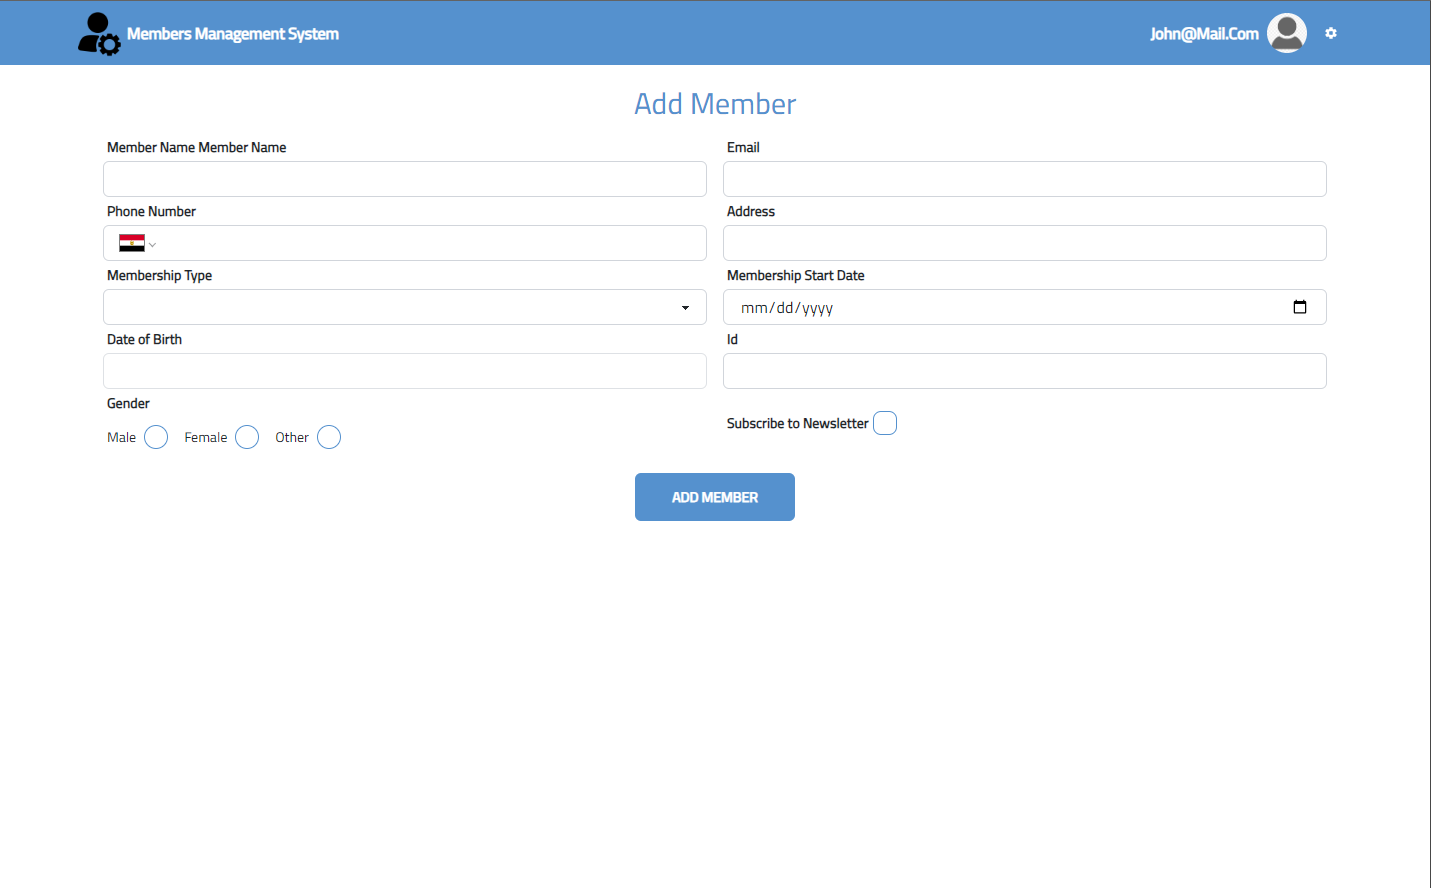 Members Management System
John@Mail.Com
Add Member
Member Name Member Name
Email
Phone Number
Address
Membership Type
Membership Start Date
mm/dd/yyyy
Date of Birth
Id
Gender
Male Female Other
Subscribe to Newsletter
ADD MEMBER